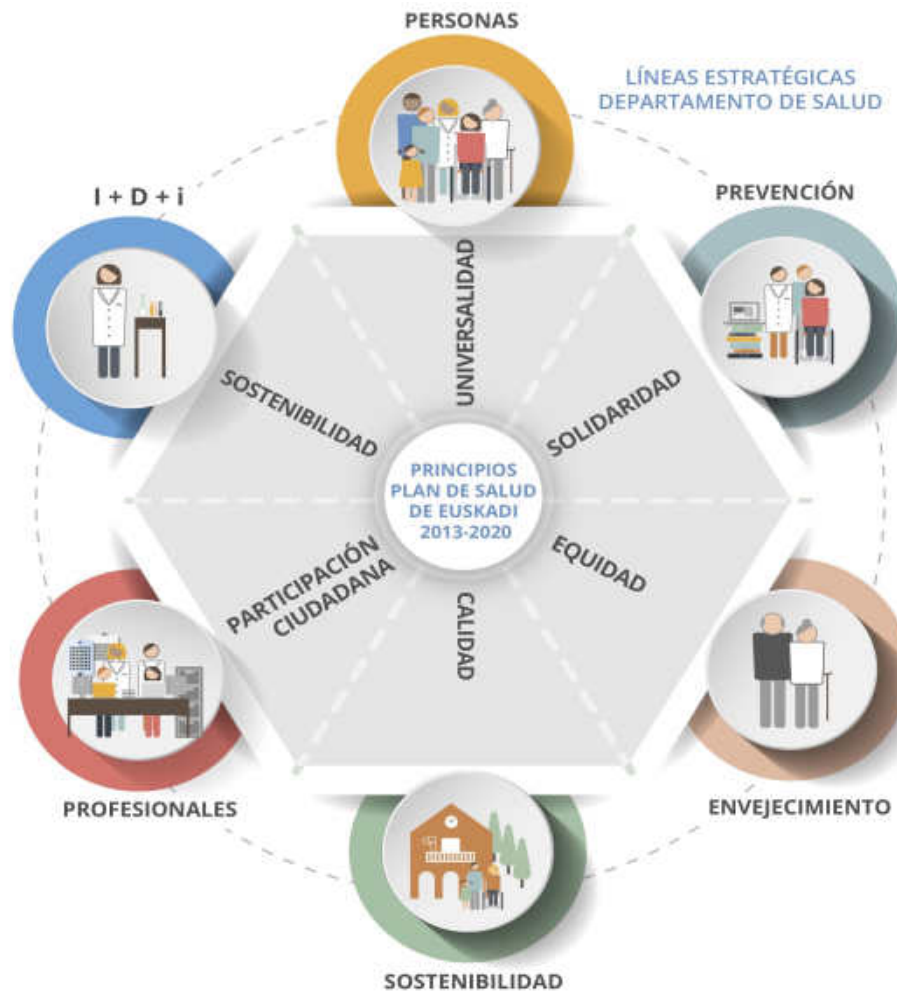 PERSONAS
LÍNEAS ESTRATÉGICAS
DEPARTAMENTO DE SALUD
I + D + i
PREVENCIÓN
UNIVERSALIDAD
SOSTENIBILIDAD
SOLIDARIDAD
PRINCIPIOS
PLAN DE SALUD
DE EUSKADI
2013-2020
PARTICIPACIÓN
CIUDADANA
EQUIDAD
CALIDAD
PROFESIONALES
ENVEJECIMIENTO
SOSTENIBILIDAD